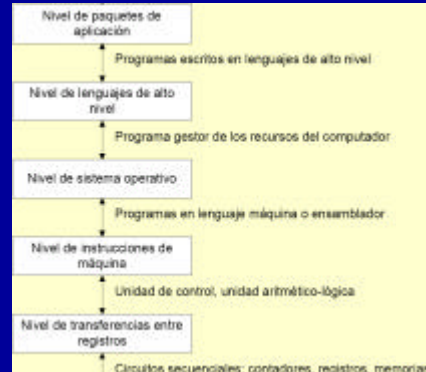 Nivel de paquetes de
aplicación
Programas escritos en lenguajes de alto nivel
Nivel de lenguajes de alto
nivel
Programa gestor de los recursos del computador
Nivel de sistema operativo
Programas en lenguaje máquina o ensamblador
Nivel de instrucciones de
máquina
Unidad de control, unidad aritmético-lógica
Nivel de transferencias entre
registros
Circuitos secuenciales: contadores, registros, memorias